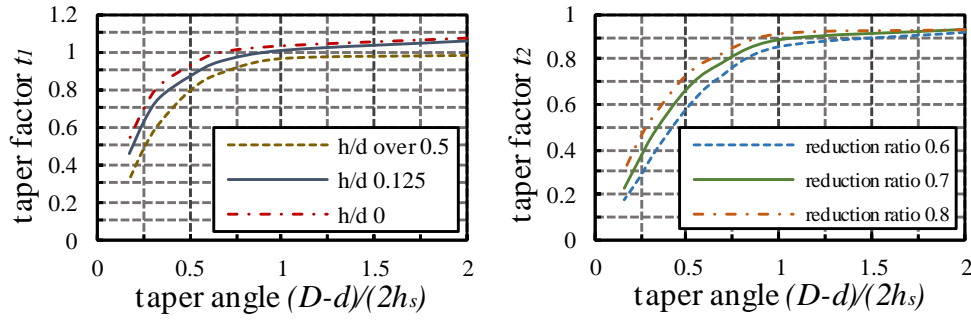 taper factor t1
1.2
1
0.8
0.6
0.4
0.2
0
h/d over 0.5
h/d 0.125
h/d 0
0 0.5 1 1.5 2
taper angle (D-d)/(2hs)
taper factor t2
1
0.8
0.6
0.4
0.2
0
reduction ratio 0.6
reduction ratio 0.7
reduction ratio 0.8
0 0.5 1 1.5 2
taper angle (D-d)/(2hs)